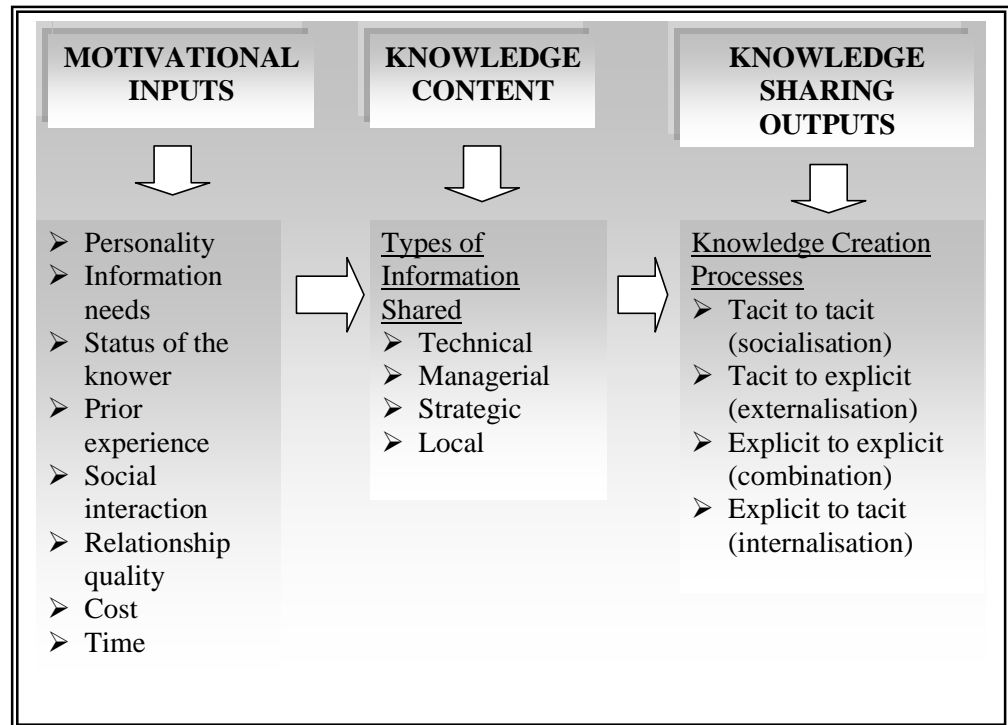 MOTIVATIONAL
INPUTS
KNOWLEDGE
CONTENT
KNOWLEDGE
SHARING
OUTPUTS
➢ Personality
➢ Information
needs
➢ Status of the
knower
➢ Prior
experience
➢ Social
interaction
➢ Relationship
quality
➢ Cost
➢ Time
Types of
Information
Shared
➢ Technical
➢ Managerial
➢ Strategic
➢ Local
Knowledge Creation
Processes
➢ Tacit to tacit
(socialisation)
➢ Tacit to explicit
(externalisation)
➢ Explicit to explicit
(combination)
➢ Explicit to tacit
(internalisation)